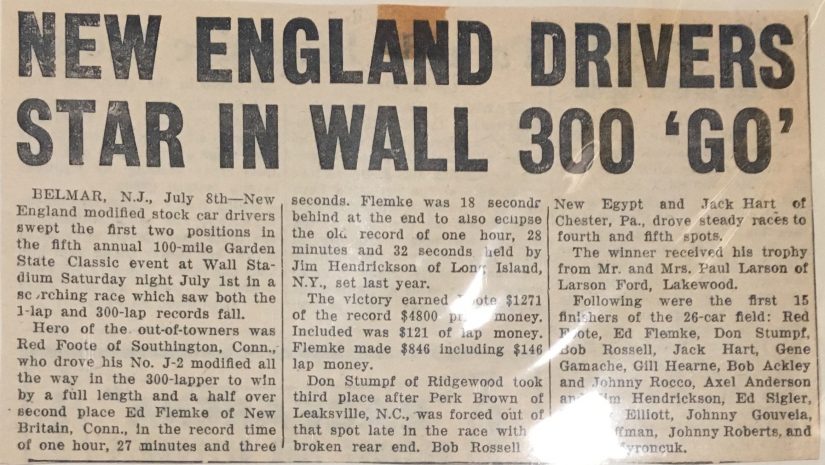 NEW ENGLAND DRIVERS
STAR IN WALL 300 'GO'
BELMAR, N.J., July 8th—New
England modified stock car drivers
swept the first two positions in
the fifth annual 100-mile Garden
State Classic event at Wall Sta-
dium Saturday night July 1st in a
scorching race which saw both the
1-lap and 300-lap records fall.
Hero of the out-of-towners was
Red Foote of Southington, Conn.,
who drove his No. J-2 modified all
the way in the 300-lapper to win
by a full length and a half over
second place Ed Flemke of New
Britain, Conn., in the record time
of one hour, 27 minutes and three
seconds. Flemke was 18 seconds
behind at the end to also eclipse
the old record of one hour, 28
minutes and 32 seconds held by
Jim Hendrickson of Long Island,
N.Y., set last year.
The victory earned Foote $1271
of the record $4800 money.
Included was $121 of lap money.
Flemke made $846 including $146
lap money.
Don Stumpf of Ridgewood took
third place after Perk Brown of
Leaksville, N.C., was forced out of
that spot late in the race with
broken rear end. Bob Rossell
New Egypt and Jack Hart of
Chester, Pa., drove steady races to
fourth and fifth spots.
The winner received his trophy
from Mr. and Mrs. Paul Larson of
Larson Ford, Lakewood.
Following were the first 15
finishers of the 26-car field: Red
Foote, Ed Flemke, Don Stumpf,
Bob Rossell, Jack Hart, Gene
Gamache, Gill Hearne, Bob Ackley
and Johnny Rocco, Axel Anderson
Jim Hendrickson, Ed Sigler,
Elliott, Johnny Gouveia,
Johnny Roberts, and